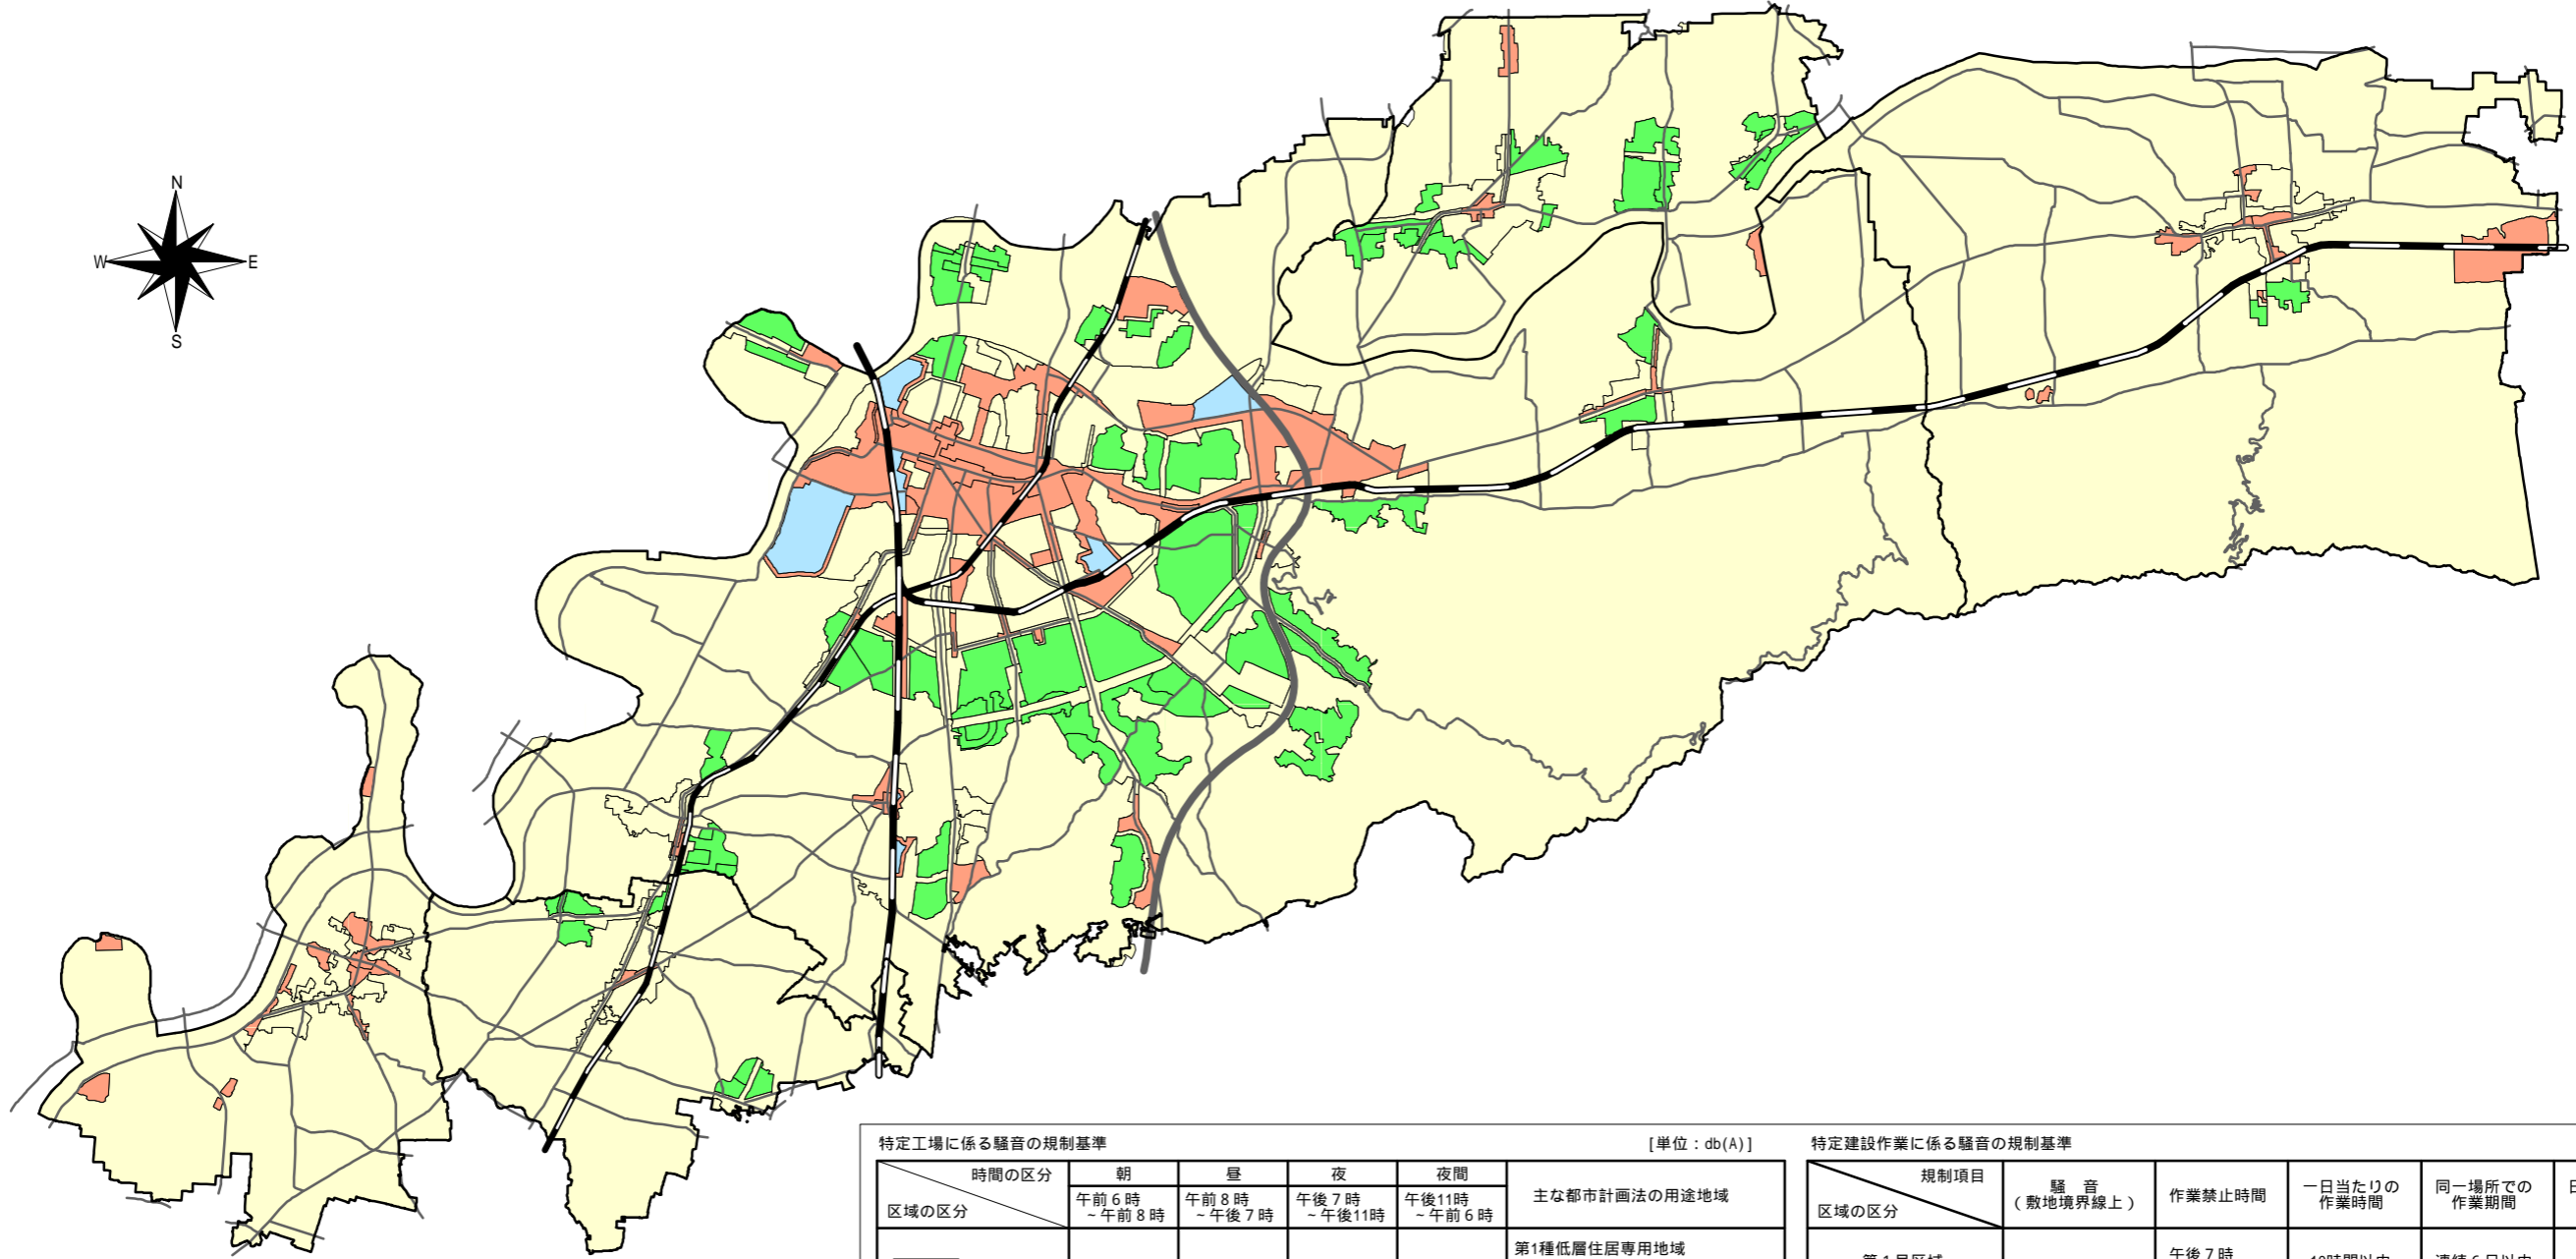 N
W
E
S
特定工場に係る騒音の規制基準
[単位：db(A)]
時間の区分
区域の区分
朝
昼
夜
夜間
午前６時
～午前８時
午前８時
～午後７時
午後７時
～午後11時
午後11時
～午前６時
主な都市計画法の用途地域
第1種低層住居専用地域
特定建設作業に係る騒音の規制基準
規制項目
区域の区分
騒　音
（敷地境界線上）
作業禁止時間
一日当たりの
作業時間
同一場所での
作業期間
午後７時